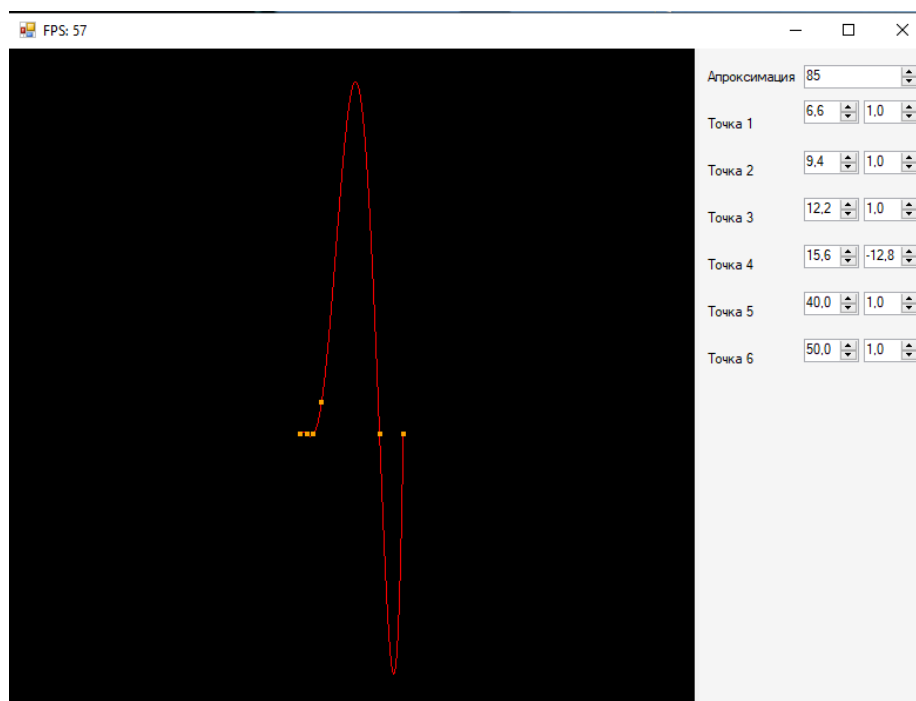 FPS: 57
Апроксимация 85
Точка 1 6,6 1,0
Точка 2 9,4 1,0
Точка 3 12,2 1,0
Точка 4 15,6 -12,8
Точка 5 40,0 1,0
Точка 6 50,0 1,0